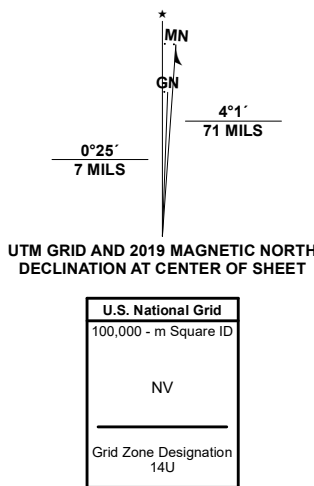 ★
MN
GN
4°1´
71 MILS
0°25´
7 MILS
UTM GRID AND 2019 MAGNETIC NORTH
DECLINATION AT CENTER OF SHEET
U.S. National Grid
100,000 - m Square ID
NV
Grid Zone Designation
14U